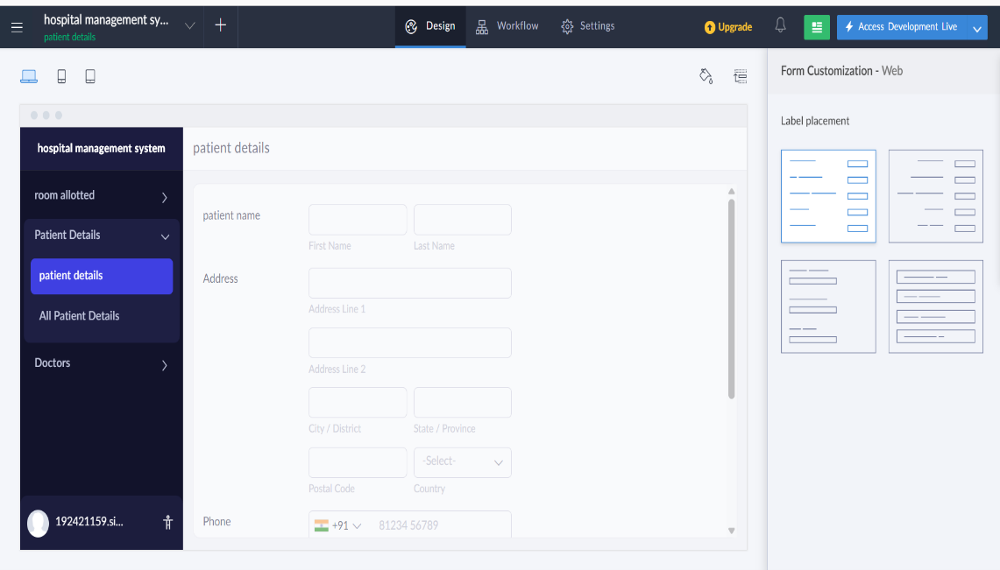 hospital management sy...
patient details
Design
Workflow
Settings
Upgrade
Access Development Live
Form Customization - Web
Label placement
hospital management system
patient details
room allotted
Patient Details
patient details
All Patient Details
Doctors
192421159.si...
patient name
First Name
Last Name
Address
Address Line 1
Address Line 2
City / District
State / Province
-Select-
Postal Code
Country
Phone
+91
81234 56789